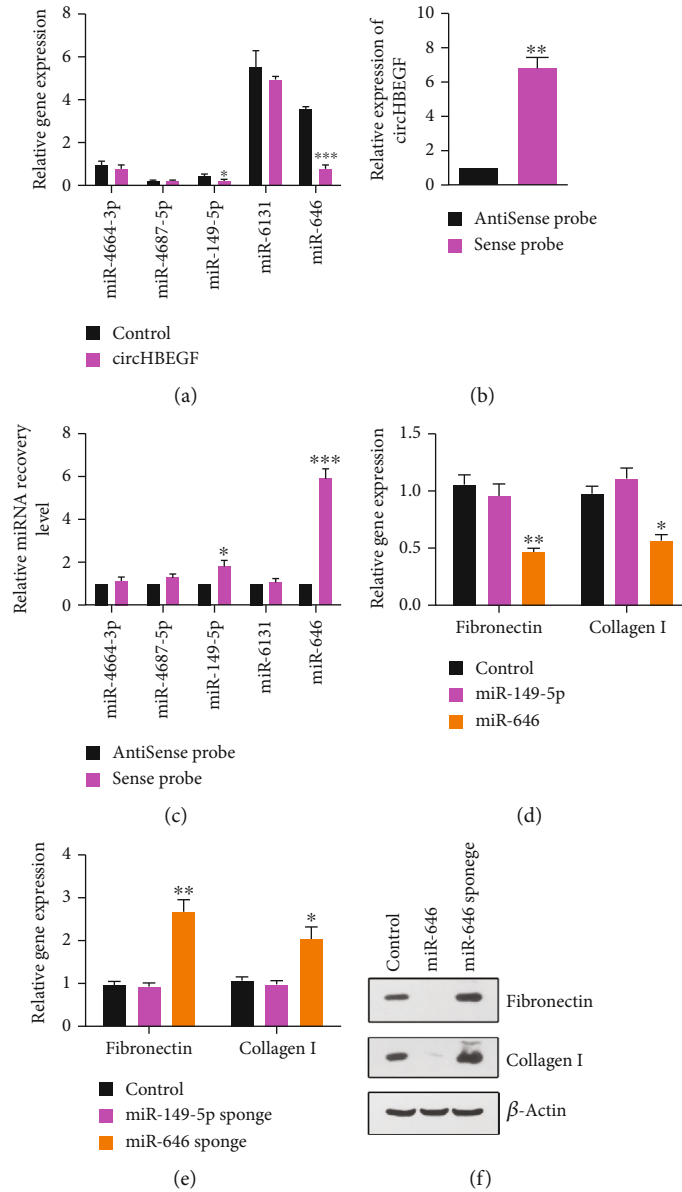 Relative gene expression
8
6
4
2
0
miR-4664-3p
miR-4687-5p
*
miR-149-5p
miR-6131
***
miR-646
Control
circHBEGF
(a)
Relative expression of
circHBEGF
10
8
6
4
2
0
**
AntiSense probe
Sense probe
(b)
Relative miRNA recovery
level
8
6
4
2
0
miR-4664-3p
miR-4687-5p
*
miR-149-5p
miR-6131
***
miR-646
AntiSense probe
Sense probe
(c)
Relative gene expression
1.5
1.0
0.5
0.0
**
*
Fibronectin
Collagen I
Control
miR-149-5p
miR-646
(d)
Relative gene expression
4
3
2
1
0
**
*
Fibronectin
Collagen I
Control
miR-149-5p sponge
miR-646 sponge
(e)
Control
miR-646
miR-646 sponege
Fibronectin
Collagen I
β-Actin
(f)